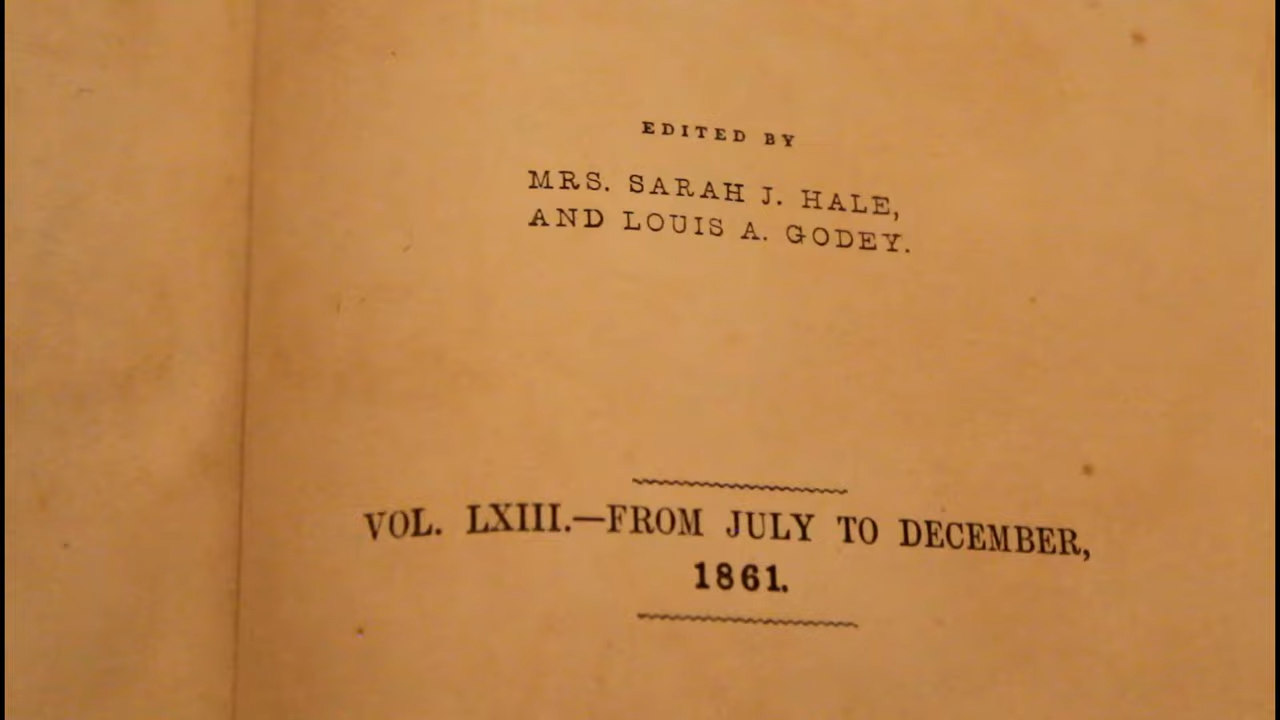 EDITED BY
MRS. SARAH J. HALE,
AND LOUIS A. GODEY.
VOL. LXIII.—FROM JULY TO DECEMBER,
1861.